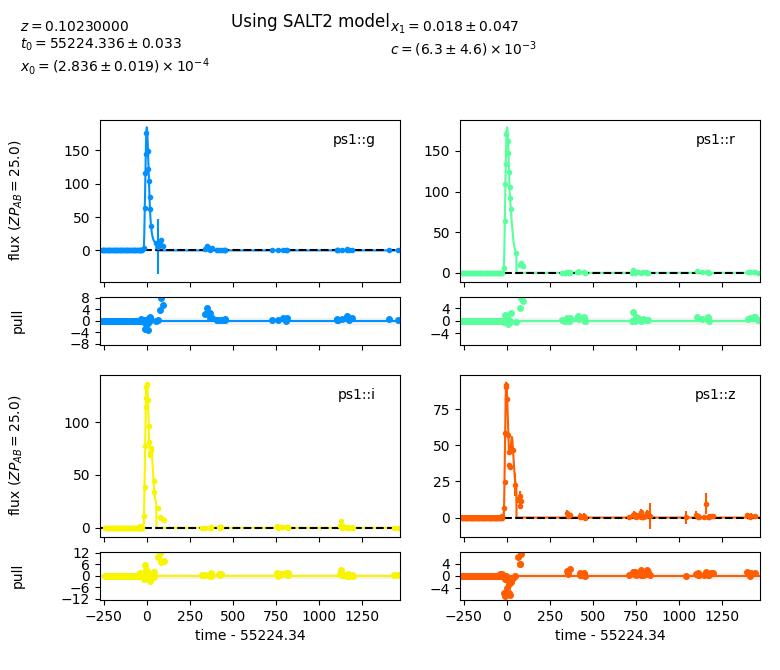 Using SALT2 model
z = 0.10230000
t₀ = 55224.336 ± 0.033
x₀ = (2.836 ± 0.019) × 10⁻⁴
x₁ = 0.018 ± 0.047
c = (6.3 ± 4.6) × 10⁻³
flux (ZP_AB = 25.0)
150
100
50
0
ps1::g
150
100
50
0
ps1::r
pull
8
4
0
−4
−8
4
0
−4
flux (ZP_AB = 25.0)
100
50
0
ps1::i
75
50
25
0
ps1::z
pull
12
6
0
−6
−12
4
0
−4
−250 0 250 500 750 1000 1250
−250 0 250 500 750 1000 1250
time - 55224.34
time - 55224.34